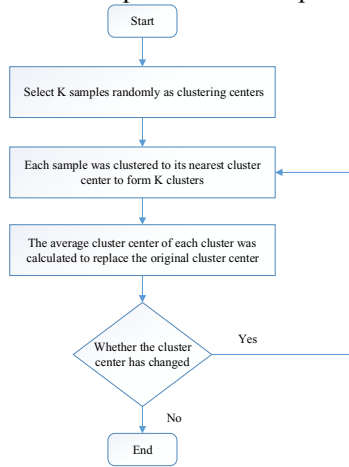 Start
Select K samples randomly as clustering centers
Each sample was clustered to its nearest cluster
center to form K clusters
The average cluster center of each cluster was
calculated to replace the original cluster center
Whether the cluster
center has changed
Yes
No
End